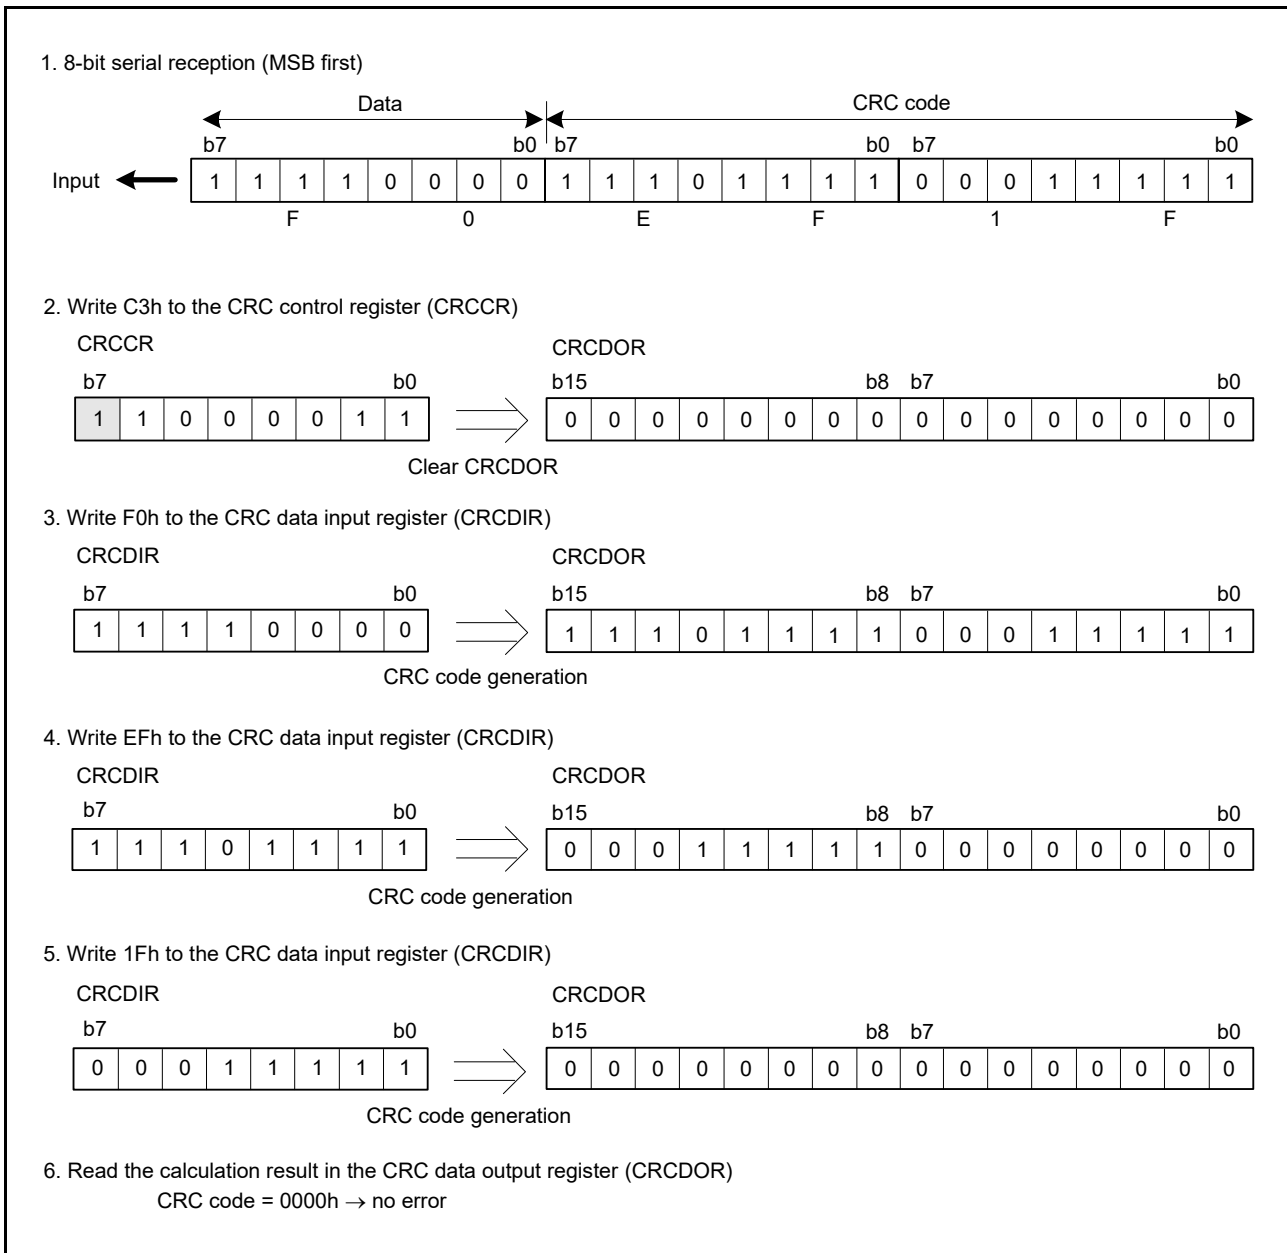 1. 8-bit serial reception (MSB first)
Data CRC code
b7 b0 b7 b0 b7 b0
Input 1 1 1 1 0 0 0 0 1 1 1 0 1 1 1 1 0 0 0 1 1 1 1 1
F 0 E F 1 F
2. Write C3h to the CRC control register (CRCCR)
CRCCR CRCDOR
b7 b0 b15 b8 b7 b0
1 1 0 0 0 0 1 1 0 0 0 0 0 0 0 0 0 0 0 0 0 0 0 0
Clear CRCDOR
3. Write F0h to the CRC data input register (CRCDIR)
CRCDIR CRCDOR
b7 b0 b15 b8 b7 b0
1 1 1 1 0 0 0 0 1 1 1 0 1 1 1 1 0 0 0 1 1 1 1 1
CRC code generation
4. Write EFh to the CRC data input register (CRCDIR)
CRCDIR CRCDOR
b7 b0 b15 b8 b7 b0
1 1 1 0 1 1 1 1 0 0 0 1 1 1 1 1 0 0 0 0 0 0 0 0
CRC code generation
5. Write 1Fh to the CRC data input register (CRCDIR)
CRCDIR CRCDOR
b7 b0 b15 b8 b7 b0
0 0 0 1 1 1 1 1 0 0 0 0 0 0 0 0 0 0 0 0 0 0 0 0
CRC code generation
6. Read the calculation result in the CRC data output register (CRCDOR)
CRC code = 0000h → no error